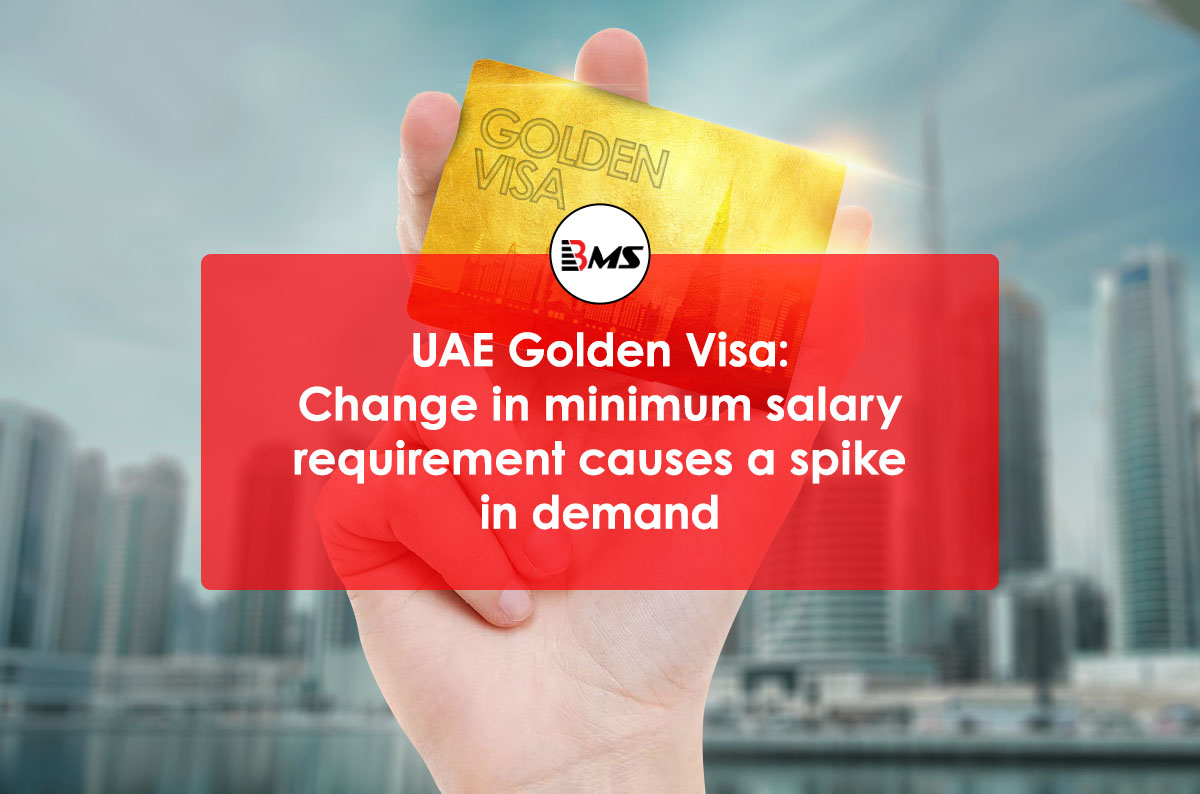 GOLDEN
VISA
BMS
UAE Golden Visa:
Change in minimum salary
requirement causes a spike
in demand